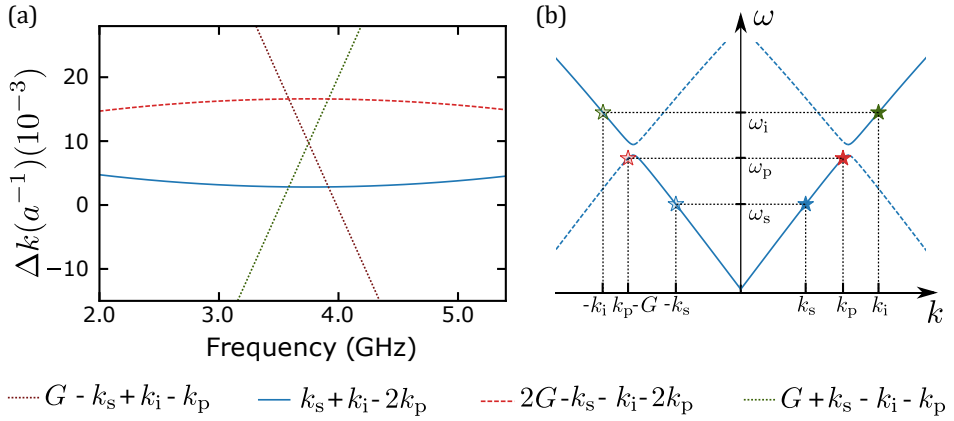 (a)
(b)
20
10
0
−10
Δk(a⁻¹)(10⁻³)
2.0 3.0 4.0 5.0
Frequency (GHz)
ω
ωᵢ
ωₚ
ωₛ
-kᵢ kₚ-G -kₛ kₛ kₚ kᵢ
k
G - kₛ + kᵢ - kₚ
kₛ + kᵢ - 2kₚ
2G - kₛ - kᵢ - 2kₚ
G + kₛ - kᵢ - kₚ